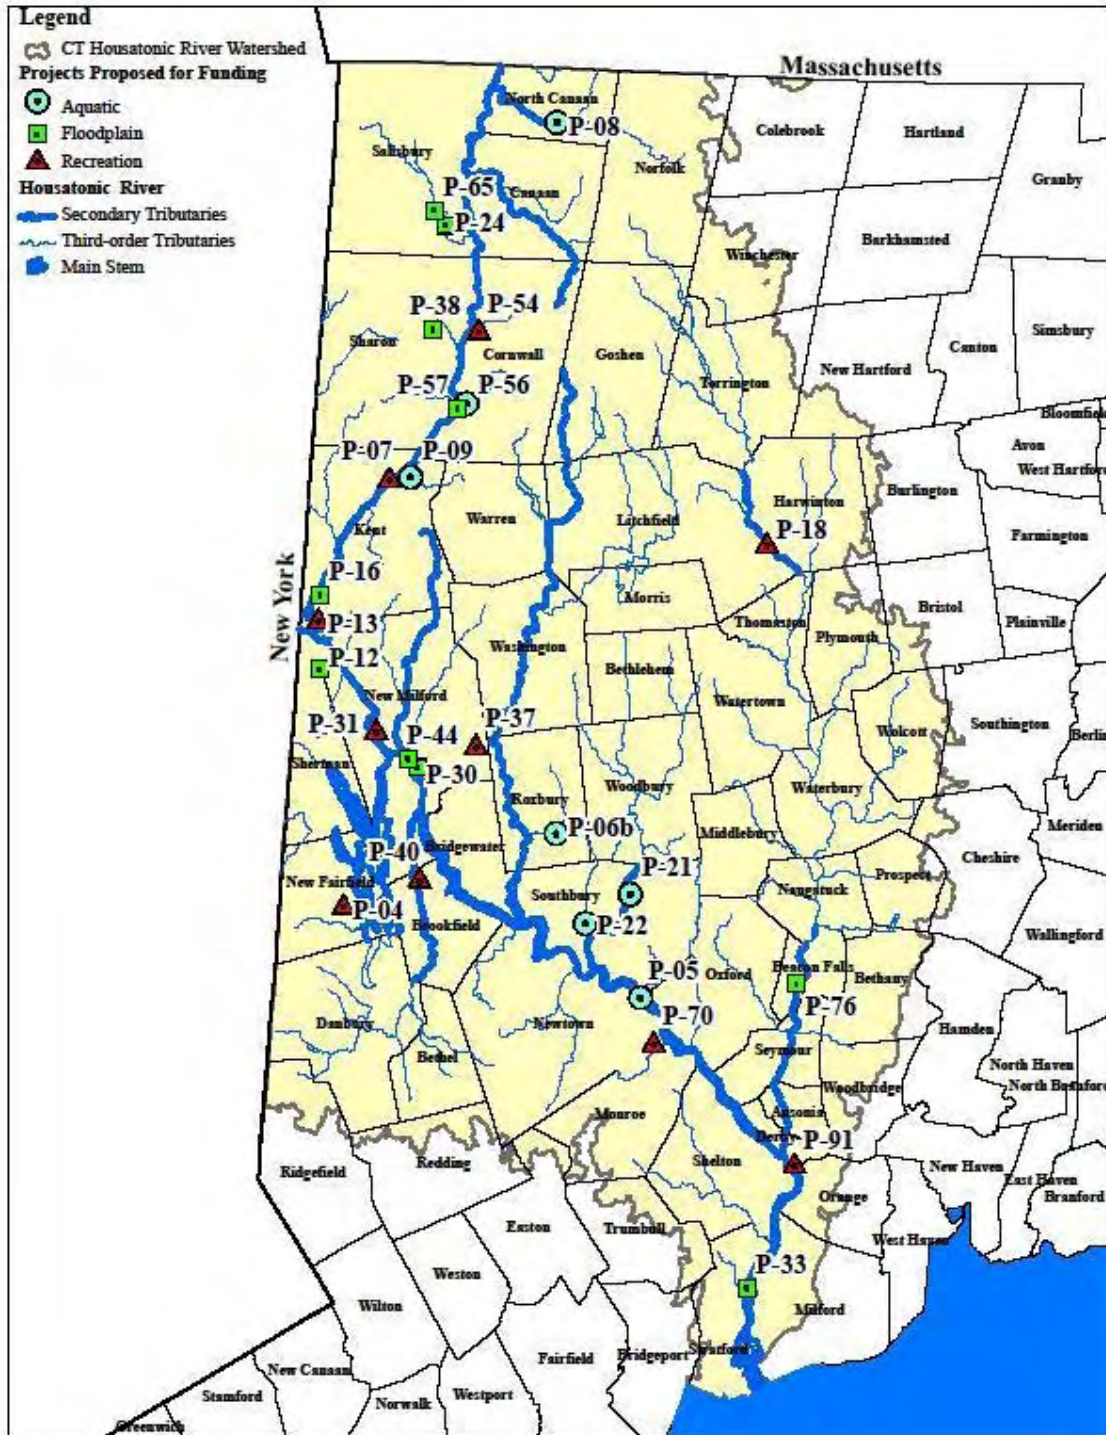 Legend
CT Housatonic River Watershed
Projects Proposed for Funding
Aquatic
Floodplain
Recreation
Housatonic River
Secondary Tributaries
Third-order Tributaries
Main Stem
Massachusetts
North Canaan
P-08
Colebrook
Hartland
Salisbury
Norfolk
Granby
P-65
Canaan
P-24
Barkhamsted
Winchester
P-38
P-54
Sharon
Cornwall
Goshen
Simsbury
Canton
New Hartford
P-57
P-56
Torrington
Bloomfield
Avon
West Hartford
P-07
P-09
Burlington
Harwinton
Warren
Litchfield
Kent
P-18
Farmington
New York
P-16
Morris
Bristol
P-13
Thomaston
Plainville
Plymouth
P-12
Washington
Bethlehem
New Milford
Watertown
P-31
P-44
P-37
Wolcott
Southington
Berlin
Sherman
P-30
Roxbury
Woodbury
Waterbury
P-06b
Middlebury
Meriden
P-40
Bridgewater
Cheshire
P-21
New Fairfield
Southbury
Naugatuck
Prospect
P-04
Brookfield
P-22
Wallingford
P-05
Oxford
Beacon Falls
Bethany
P-70
P-76
Danbury
Newtown
Hamden
Bethel
Seymour
North Haven
Woodbridge
North Branford
Monroe
Ansonia
Derby
P-91
Shelton
Ridgefield
Redding
New Haven
East Haven
Orange
Branford
Easton
Trumbull
West Haven
Weston
P-33
Wilton
Milford
Stratford
New Canaan
Fairfield
Bridgeport
Stamford
Norwalk
Westport
Greenwich